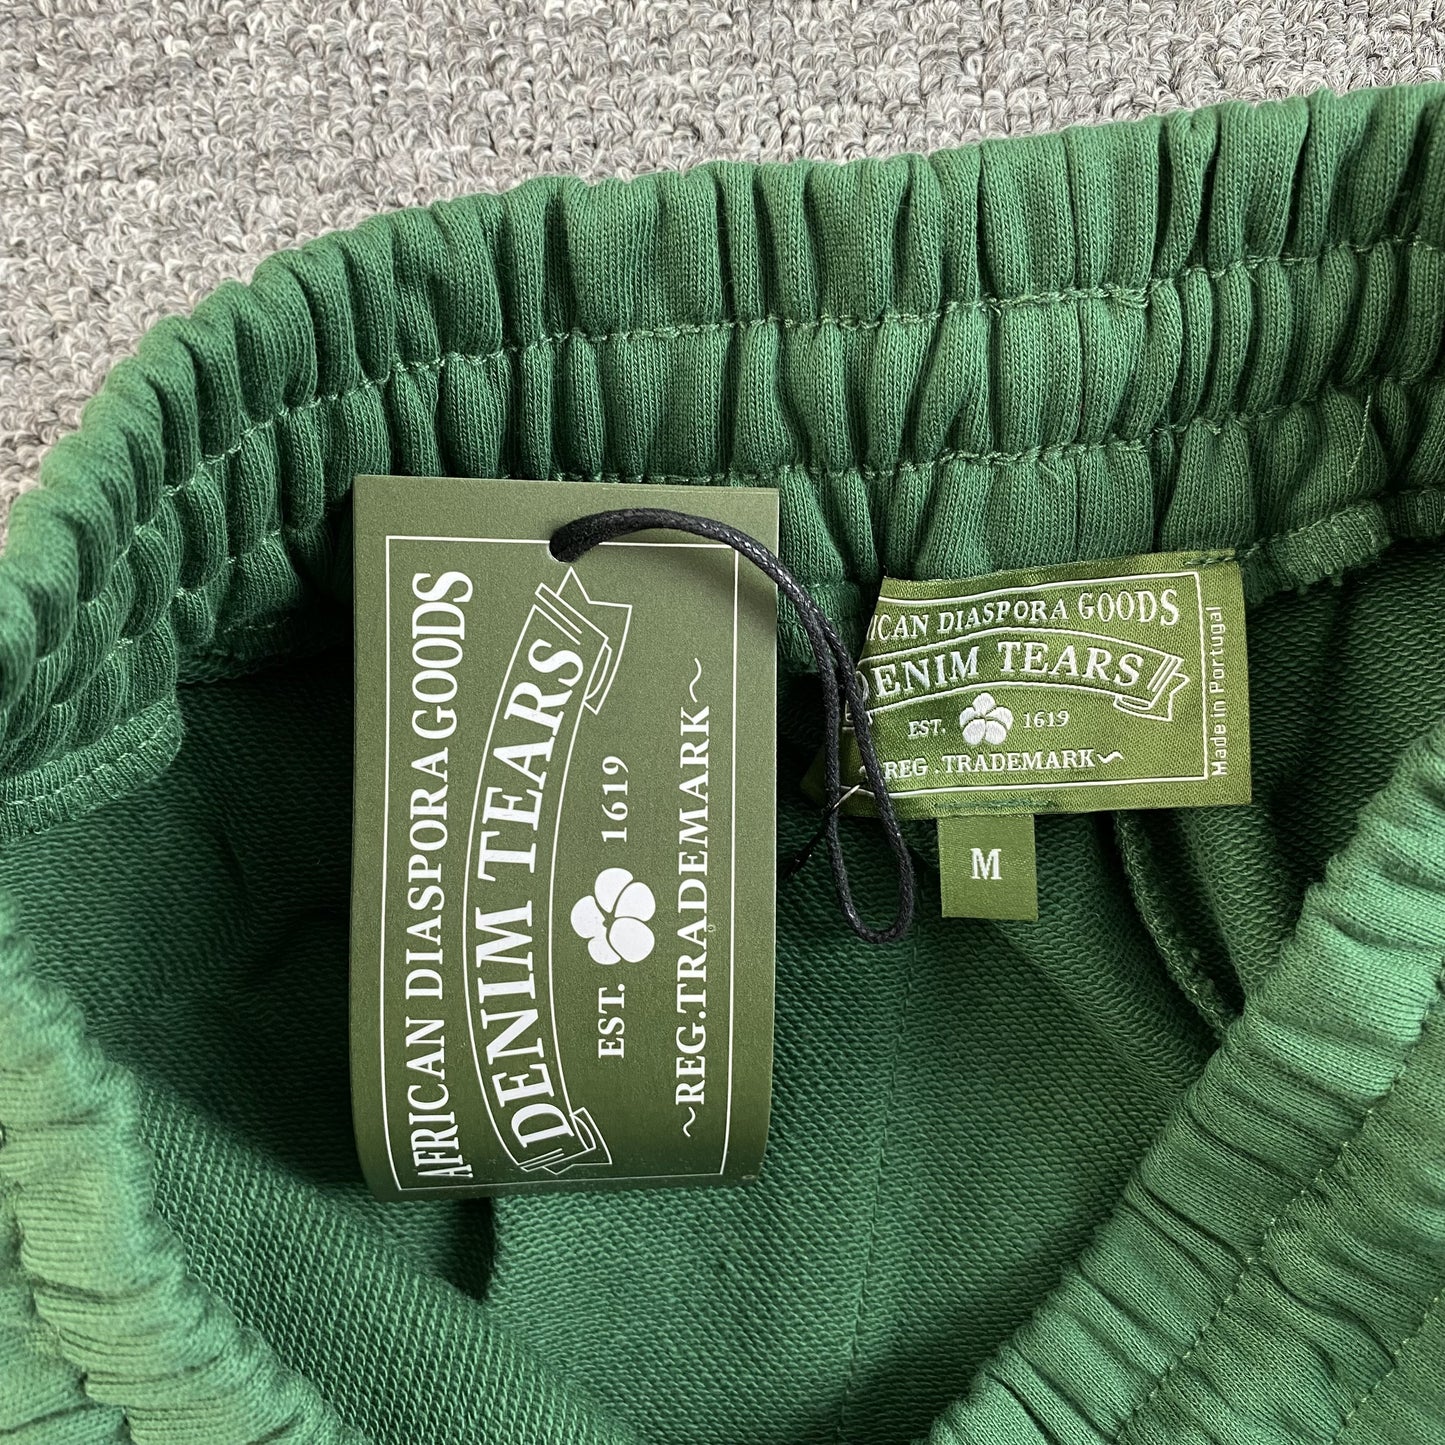 AFRICAN DIASPORA GOODS
DENIM TEARS
EST. 1619
~REG.TRADEMARK~
ICAN DIASPORA GOODS
DENIM TEARS
EST. 1619
REG .TRADEMARK~
Made in Portugal
M